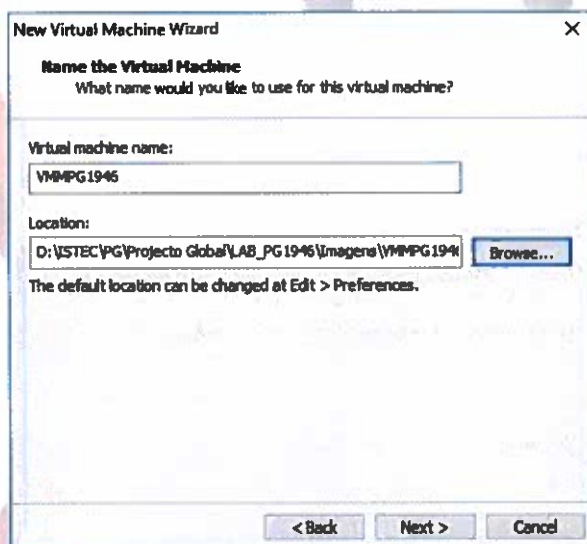 New Virtual Machine Wizard
Name the Virtual Machine
What name would you like to use for this virtual machine?
Virtual machine name:
VMMPG1946
Location:
D:\ISTEC\PG\Projecto Global\LAB_PG1946\Imagens\VMMPG194
Browse...
The default location can be changed at Edit > Preferences.
< Back Next > Cancel